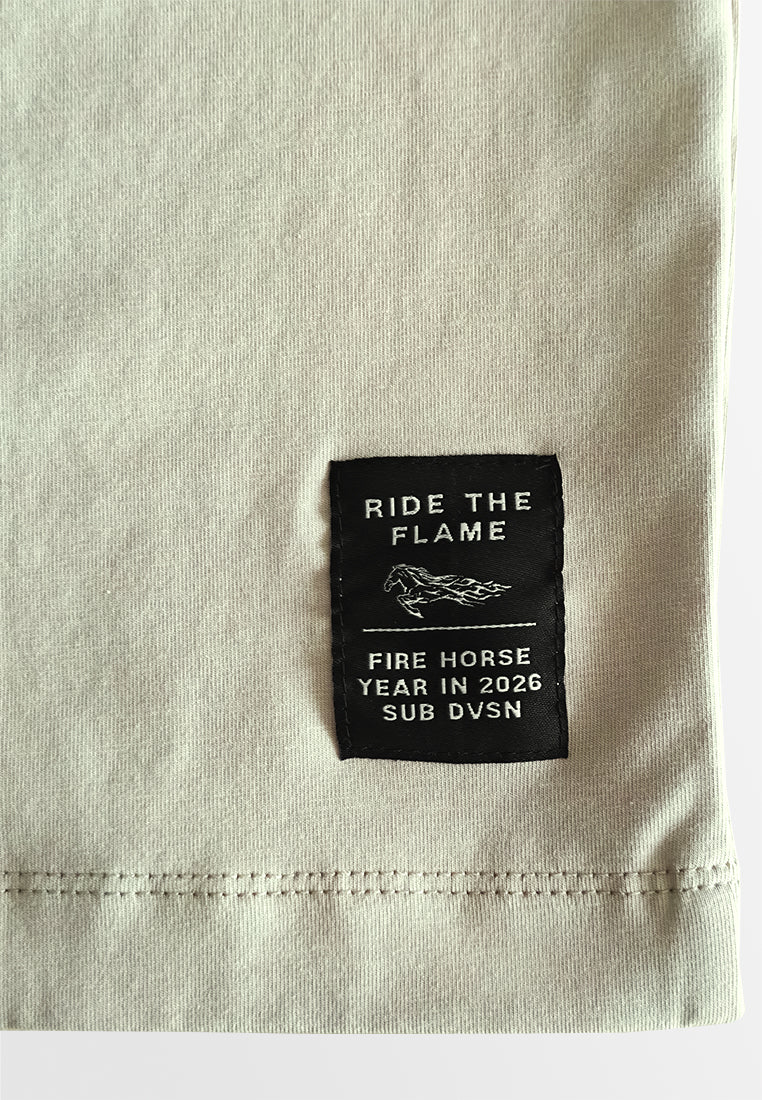 RIDE THE
FLAME
FIRE HORSE
YEAR IN 2026
SUB DVSN